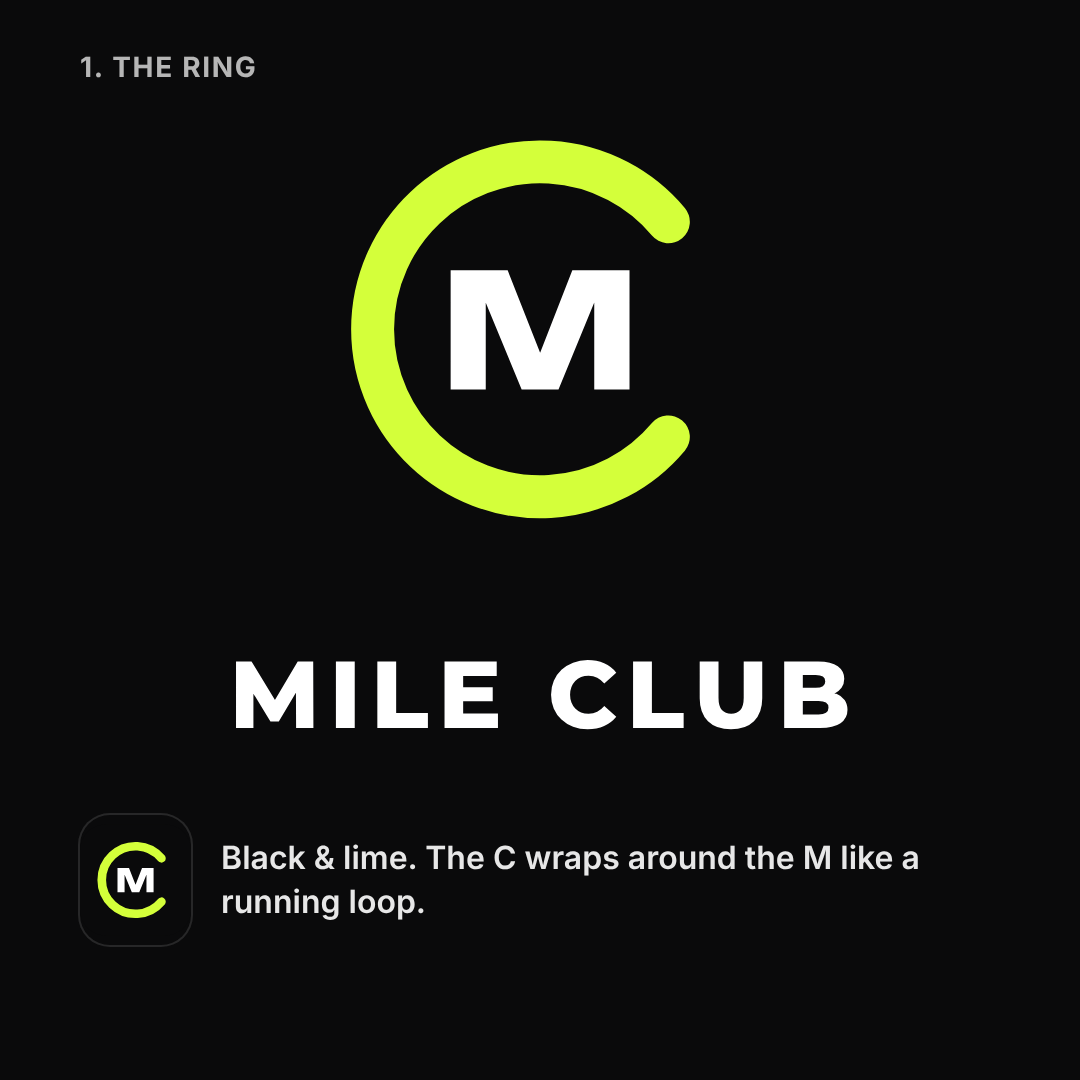 1. THE RING
M
MILE CLUB
M
Black & lime. The C wraps around the M like a
running loop.